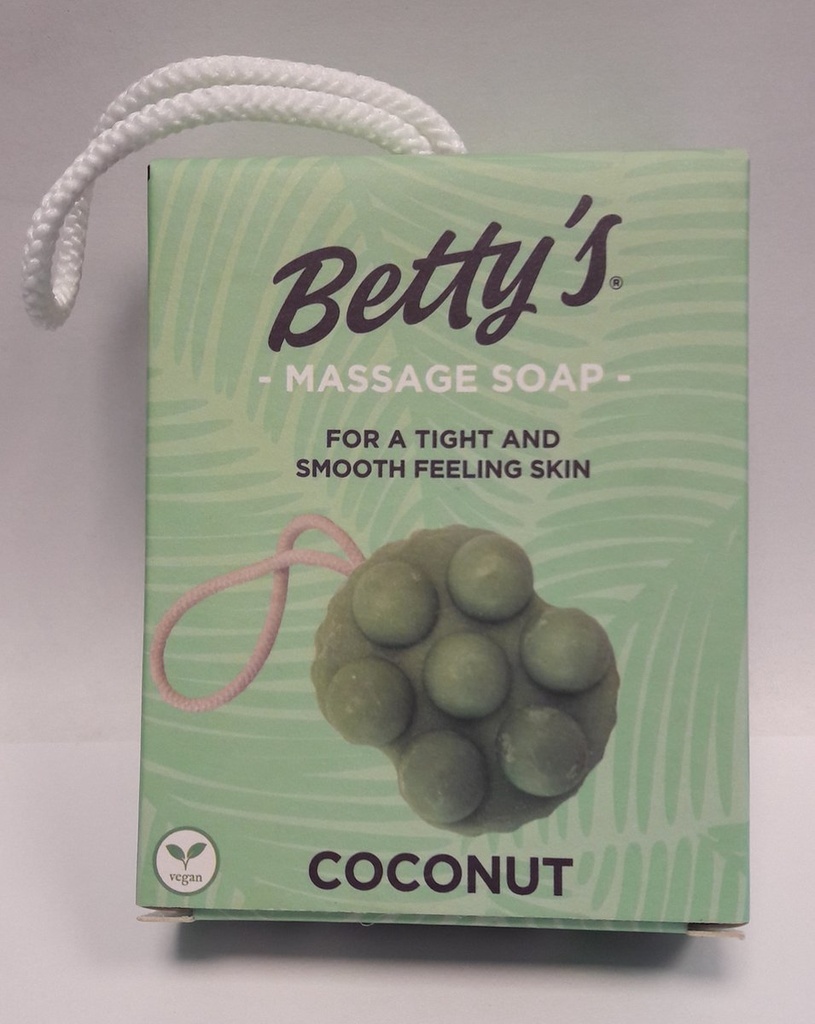 Betty's®
- MASSAGE SOAP -
FOR A TIGHT AND
SMOOTH FEELING SKIN
vegan
COCONUT